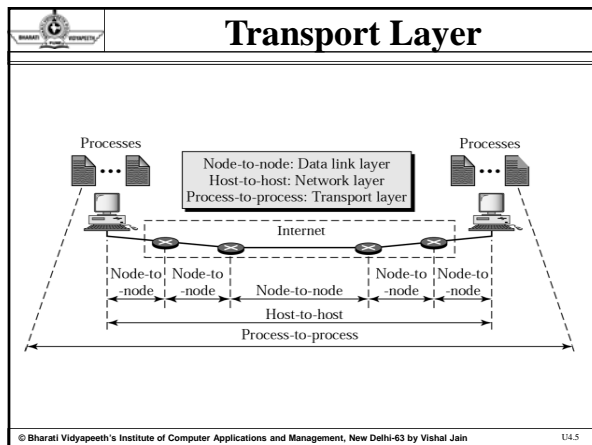 BHARATI VIDYAPEETH
PUNE
Transport Layer
Processes
Processes
Node-to-node: Data link layer
Host-to-host: Network layer
Process-to-process: Transport layer
Internet
Node-to
-node
Node-to
-node
Node-to-node
Node-to
-node
Node-to
-node
Host-to-host
Process-to-process
© Bharati Vidyapeeth's Institute of Computer Applications and Management, New Delhi-63 by Vishal Jain
U4.5